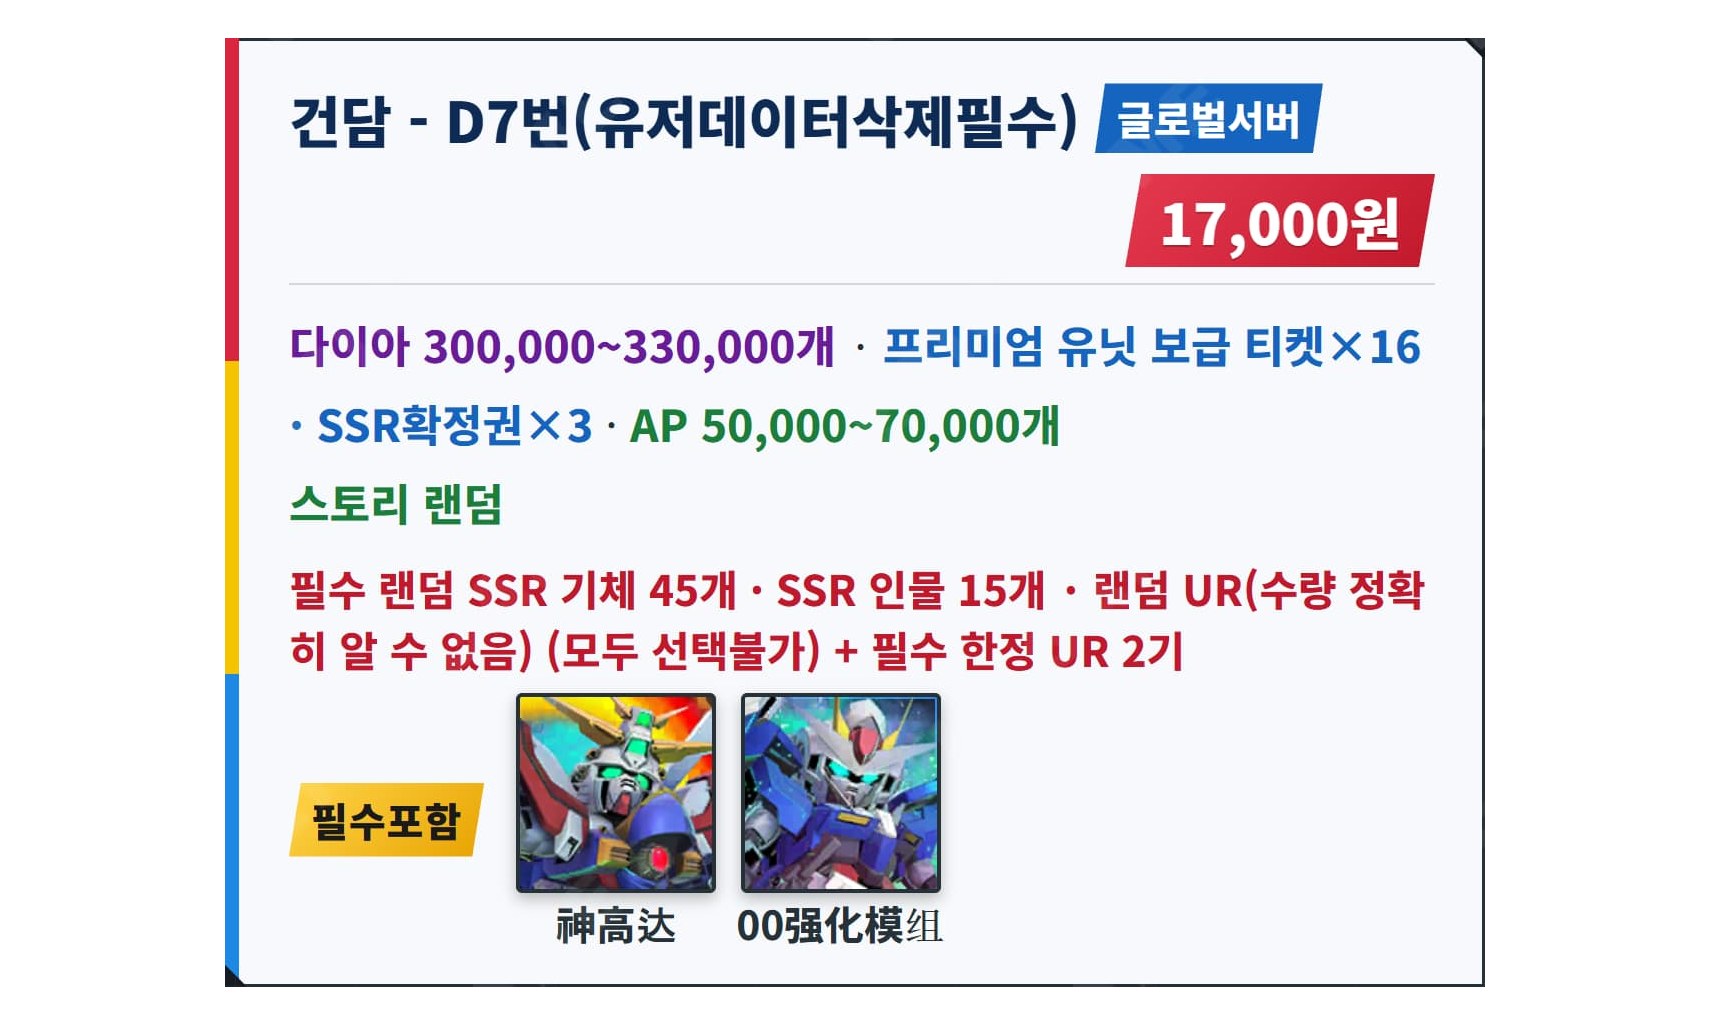 건담 - D7번(유저데이터삭제필수) 글로벌서버
17,000원
다이아 300,000~330,000개 · 프리미엄 유닛 보급 티켓×16
· SSR확정권×3 · AP 50,000~70,000개
스토리 랜덤
필수 랜덤 SSR 기체 45개 · SSR 인물 15개 · 랜덤 UR(수량 정확
히 알 수 없음) (모두 선택불가) + 필수 한정 UR 2기
필수포함
神高达 00强化模组